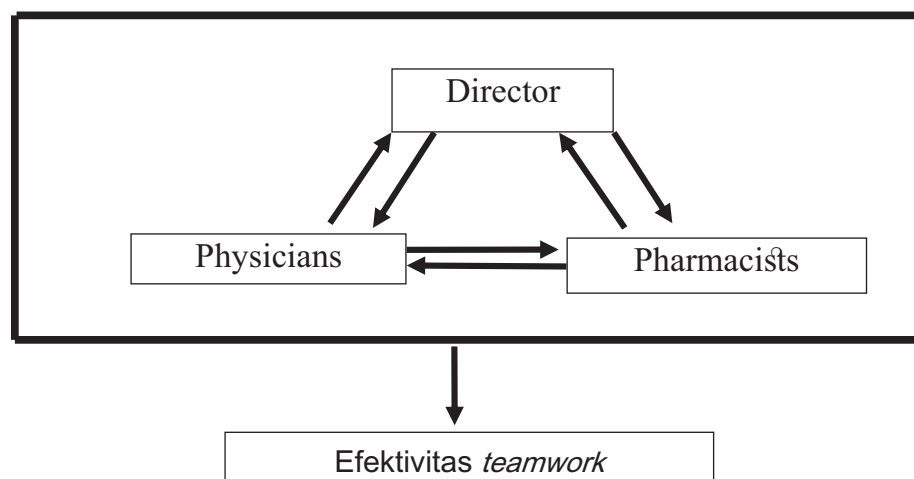 Director
Physicians
Pharmacists
Efektivitas teamwork